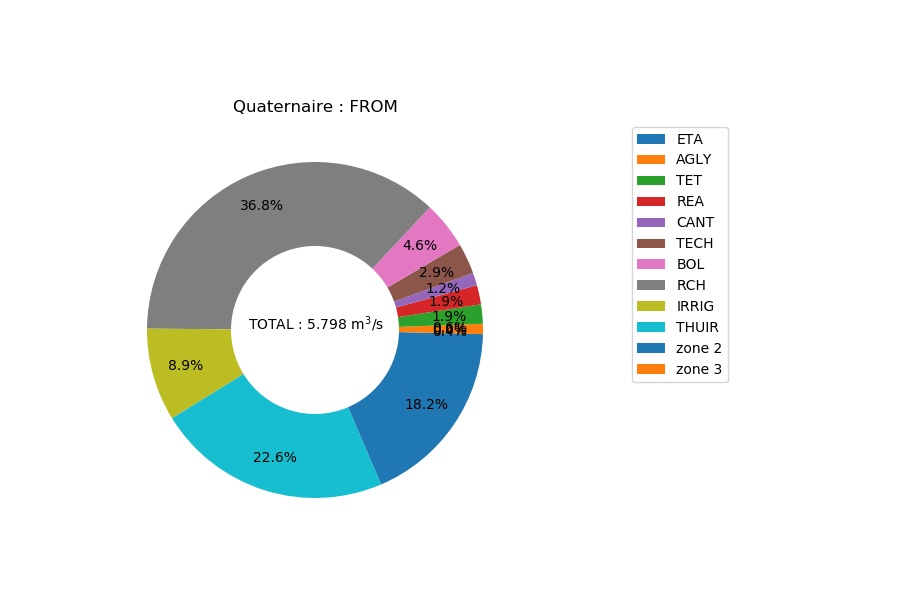 Quaternaire : FROM
36.8%
4.6%
2.9%
1.2%
1.9%
1.9%
TOTAL : 5.798 m³/s
8.9%
18.2%
22.6%
ETA
AGLY
TET
REA
CANT
TECH
BOL
RCH
IRRIG
THUIR
zone 2
zone 3